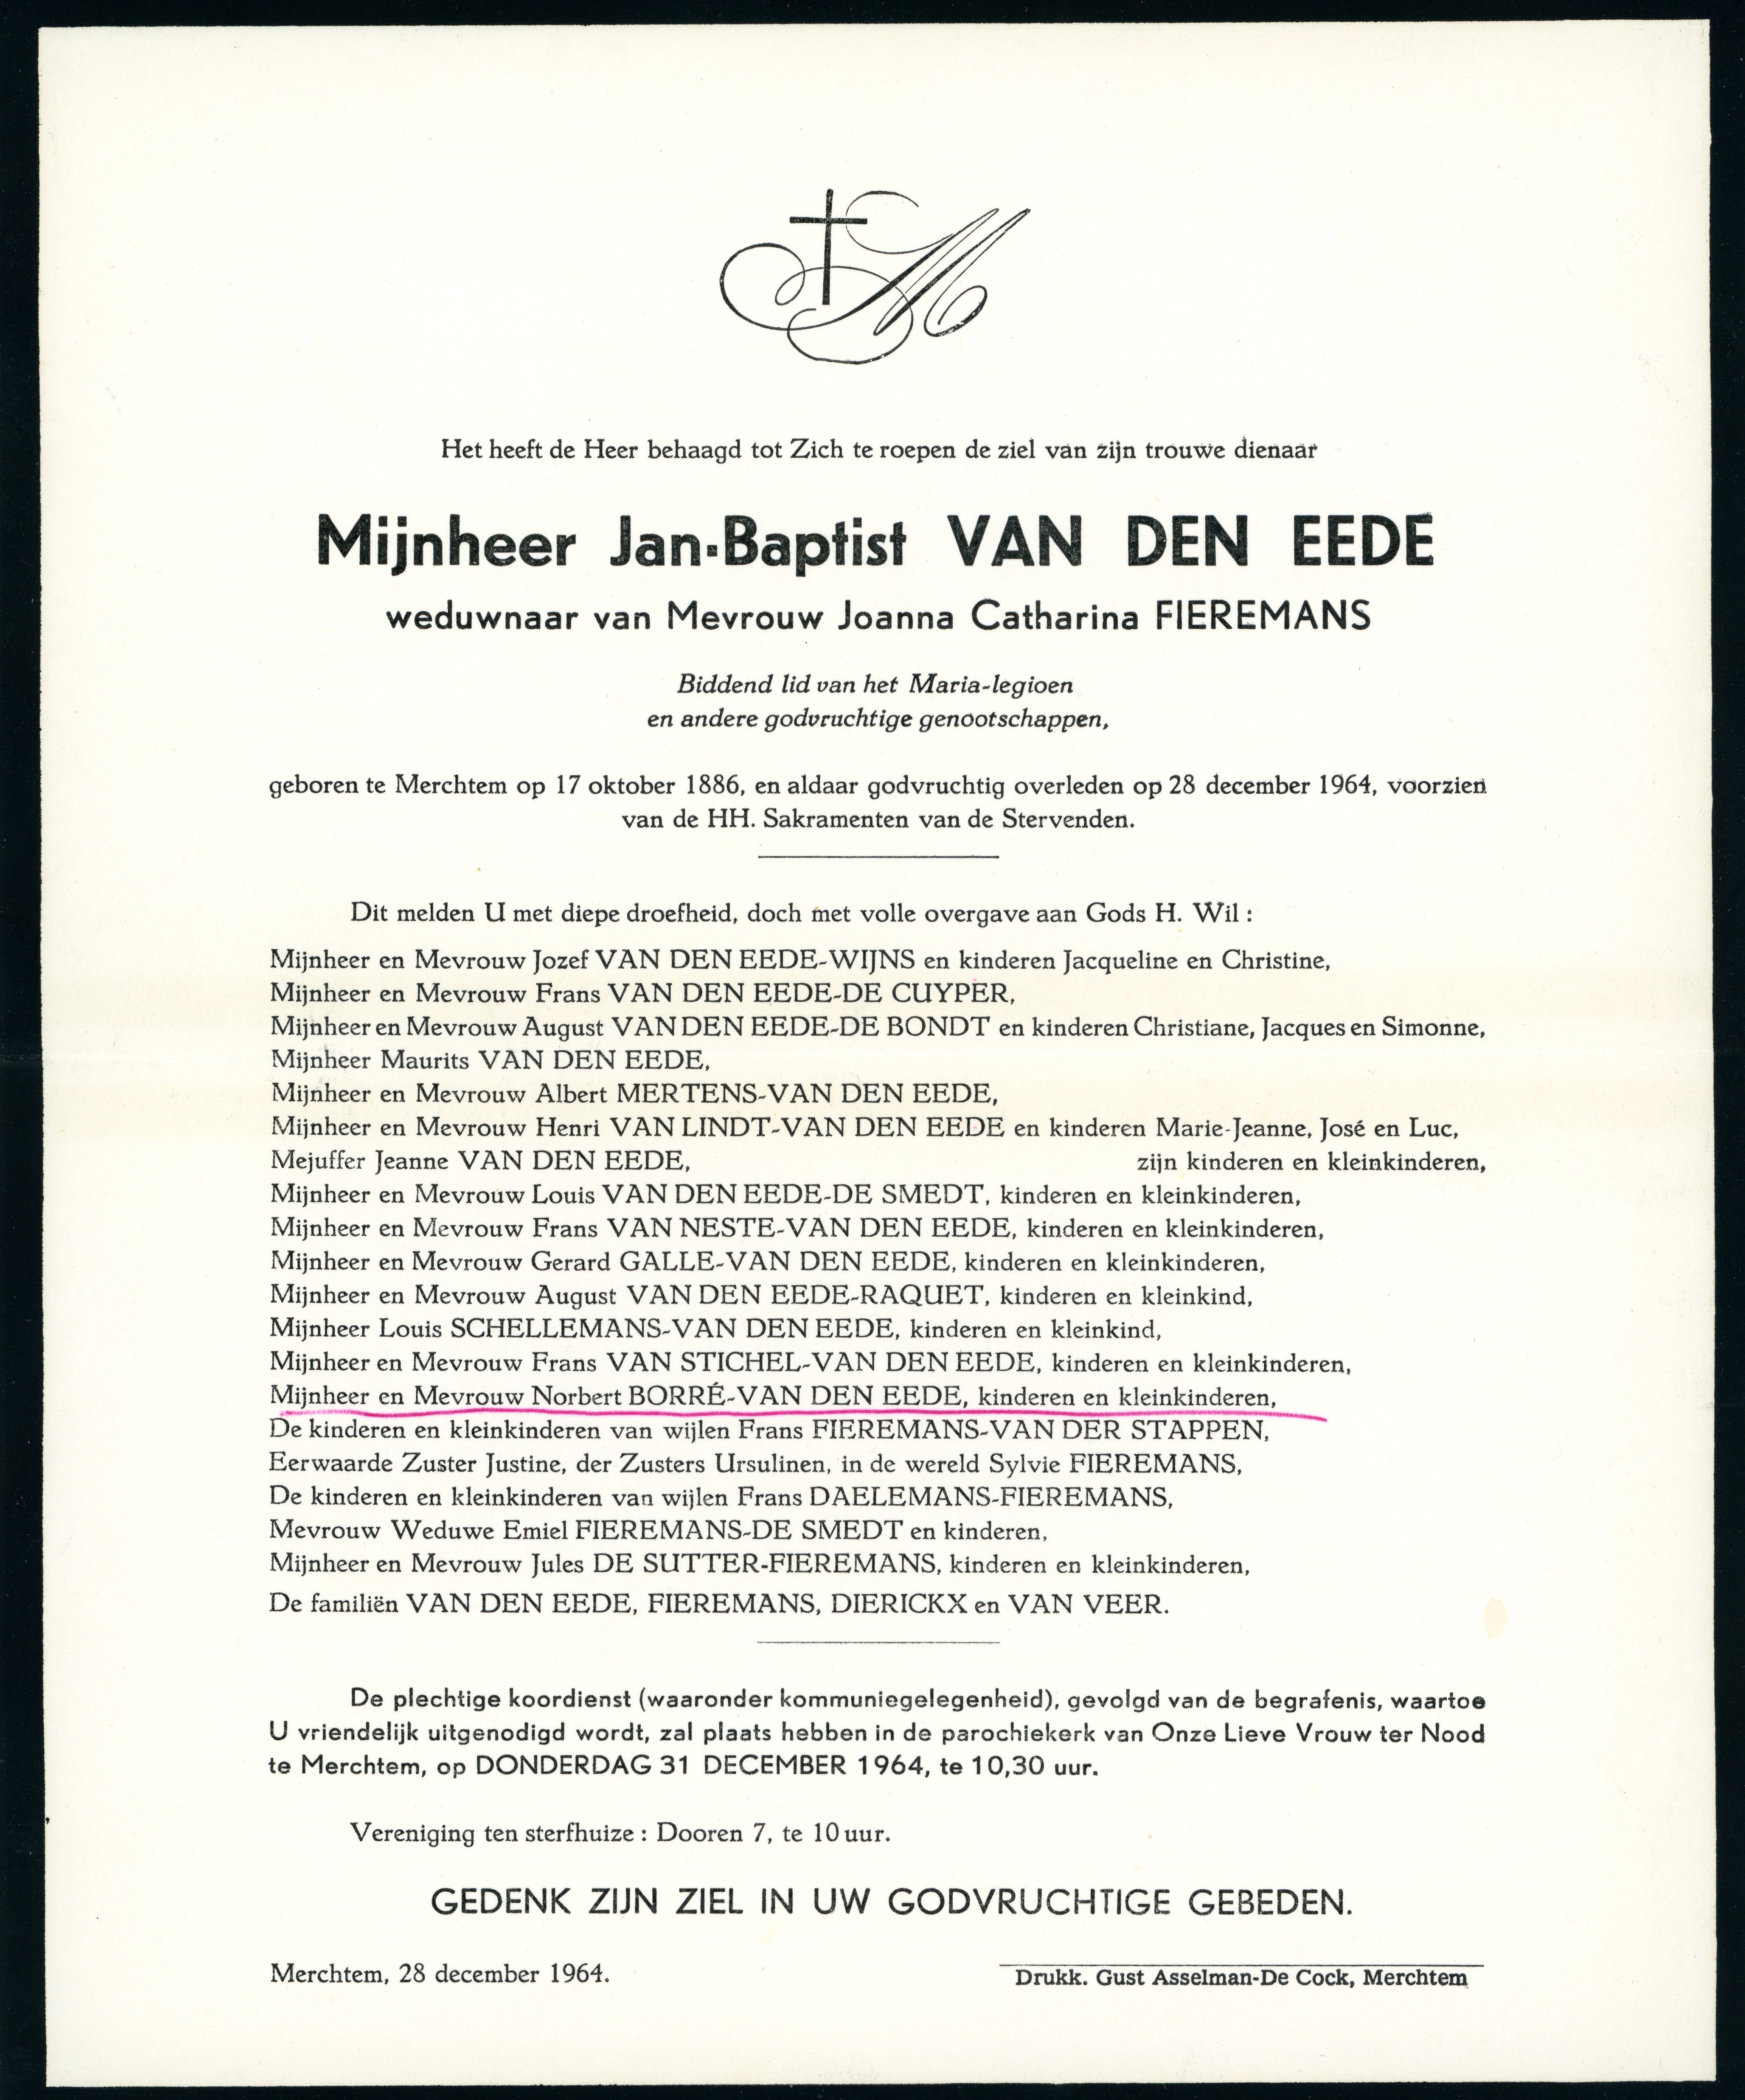 M
Het heeft de Heer behaagd tot Zich te roepen de ziel van zijn trouwe dienaar
Mijnheer Jan-Baptist VAN DEN EEDE
weduwnaar van Mevrouw Joanna Catharina FIEREMANS
Biddend lid van het Maria-legioen
en andere godvruchtige genootschappen,
geboren te Merchtem op 17 oktober 1886, en aldaar godvruchtig overleden op 28 december 1964, voorzien
van de HH. Sakramenten van de Stervenden.
Dit melden U met diepe droefheid, doch met volle overgave aan Gods H. Wil :
Mijnheer en Mevrouw Jozef VAN DEN EEDE-WIJNS en kinderen Jacqueline en Christine,
Mijnheer en Mevrouw Frans VAN DEN EEDE-DE CUYPER,
Mijnheer en Mevrouw August VAN DEN EEDE-DE BONDT en kinderen Christiane, Jacques en Simonne,
Mijnheer Maurits VAN DEN EEDE,
Mijnheer en Mevrouw Albert MERTENS-VAN DEN EEDE,
Mijnheer en Mevrouw Henri VAN LINDT-VAN DEN EEDE en kinderen Marie-Jeanne, José en Luc,
Mejuffer Jeanne VAN DEN EEDE, zijn kinderen en kleinkinderen,
Mijnheer en Mevrouw Louis VAN DEN EEDE-DE SMEDT, kinderen en kleinkinderen,
Mijnheer en Mevrouw Frans VAN NESTE-VAN DEN EEDE, kinderen en kleinkinderen,
Mijnheer en Mevrouw Gerard GALLE-VAN DEN EEDE, kinderen en kleinkinderen,
Mijnheer en Mevrouw August VAN DEN EEDE-RAQUET, kinderen en kleinkind,
Mijnheer Louis SCHELLEMANS-VAN DEN EEDE, kinderen en kleinkind,
Mijnheer en Mevrouw Frans VAN STICHEL-VAN DEN EEDE, kinderen en kleinkinderen,
Mijnheer en Mevrouw Norbert BORRÉ-VAN DEN EEDE, kinderen en kleinkinderen,
De kinderen en kleinkinderen van wijlen Frans FIEREMANS-VAN DER STAPPEN,
Eerwaarde Zuster Justine, der Zusters Ursulinen, in de wereld Sylvie FIEREMANS,
De kinderen en kleinkinderen van wijlen Frans DAELEMANS-FIEREMANS,
Mevrouw Weduwe Emiel FIEREMANS-DE SMEDT en kinderen,
Mijnheer en Mevrouw Jules DE SUTTER-FIEREMANS, kinderen en kleinkinderen,
De familiën VAN DEN EEDE, FIEREMANS, DIERICKX en VAN VEER.
De plechtige koordienst (waaronder kommuniegelegenheid), gevolgd van de begrafenis, waartoe
U vriendelijk uitgenodigd wordt, zal plaats hebben in de parochiekerk van Onze Lieve Vrouw ter Nood
te Merchtem, op DONDERDAG 31 DECEMBER 1964, te 10,30 uur.
Vereniging ten sterfhuize : Dooren 7, te 10 uur.
GEDENK ZIJN ZIEL IN UW GODVRUCHTIGE GEBEDEN.
Merchtem, 28 december 1964.
Drukk. Gust Asselman-De Cock, Merchtem